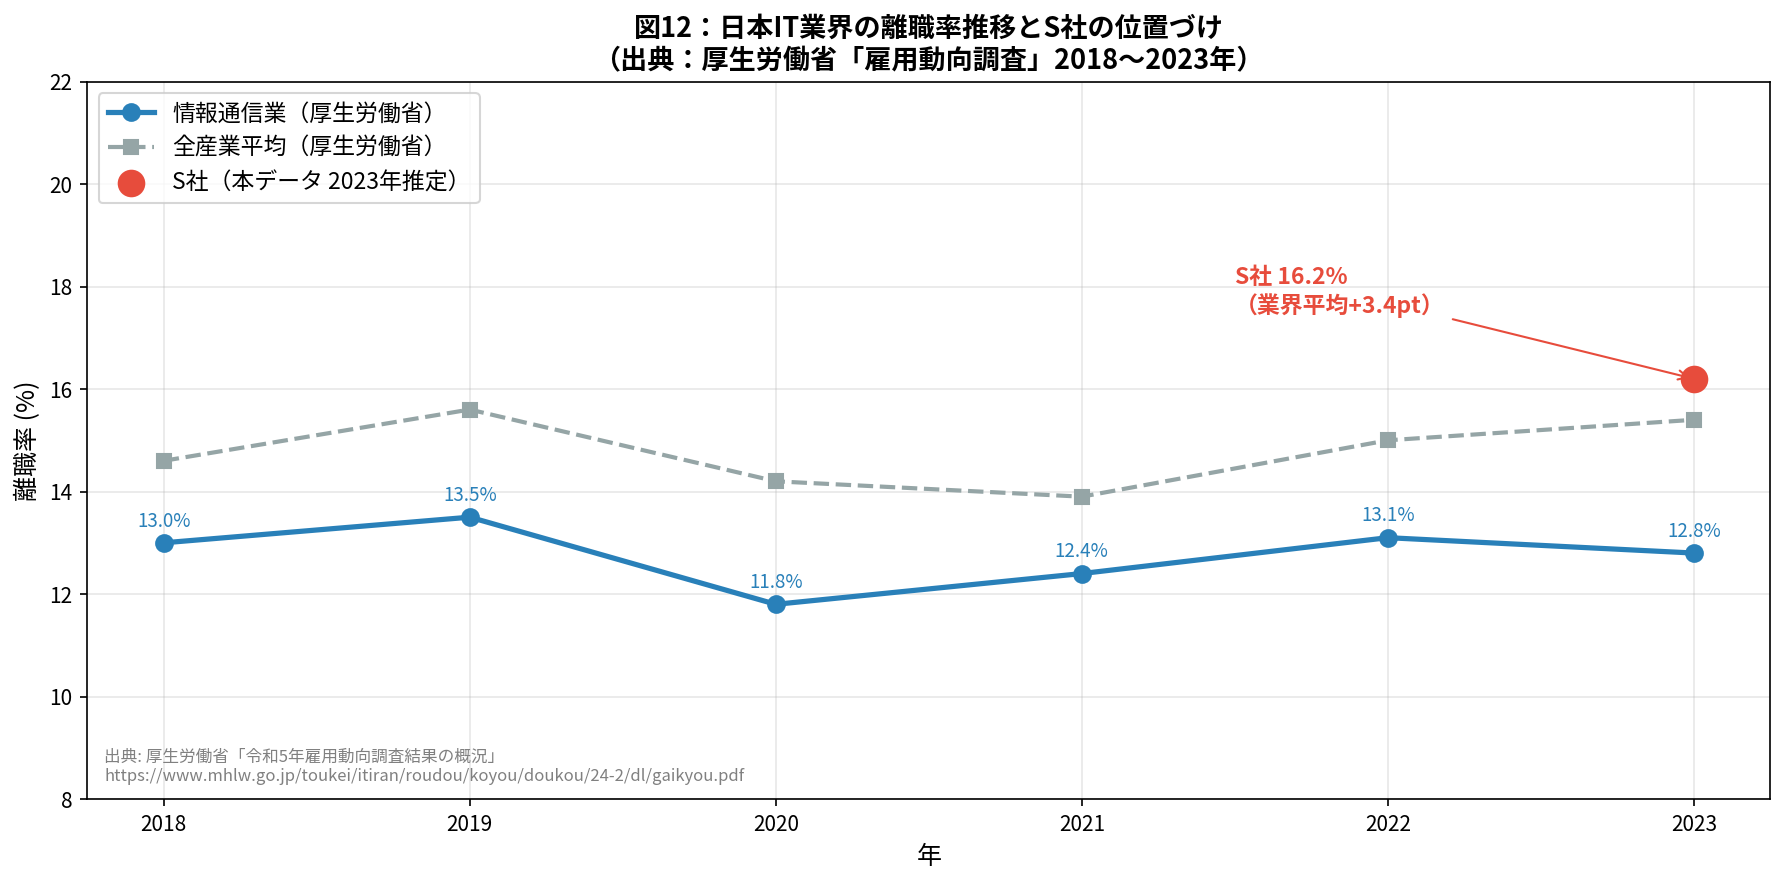 図12：日本IT業界の離職率推移とS社の位置づけ
（出典：厚生労働省「雇用動向調査」2018～2023年）
22
20
18
16
14
12
10
8
離職率 (%)
情報通信業（厚生労働省）
全産業平均（厚生労働省）
S社（本データ 2023年推定）
S社 16.2%
（業界平均+3.4pt）
13.0%
13.5%
11.8%
12.4%
13.1%
12.8%
出典: 厚生労働省「令和5年雇用動向調査結果の概況」
https://www.mhlw.go.jp/toukei/itiran/roudou/koyou/doukou/24-2/dl/gaikyou.pdf
2018
2019
2020
2021
2022
2023
年